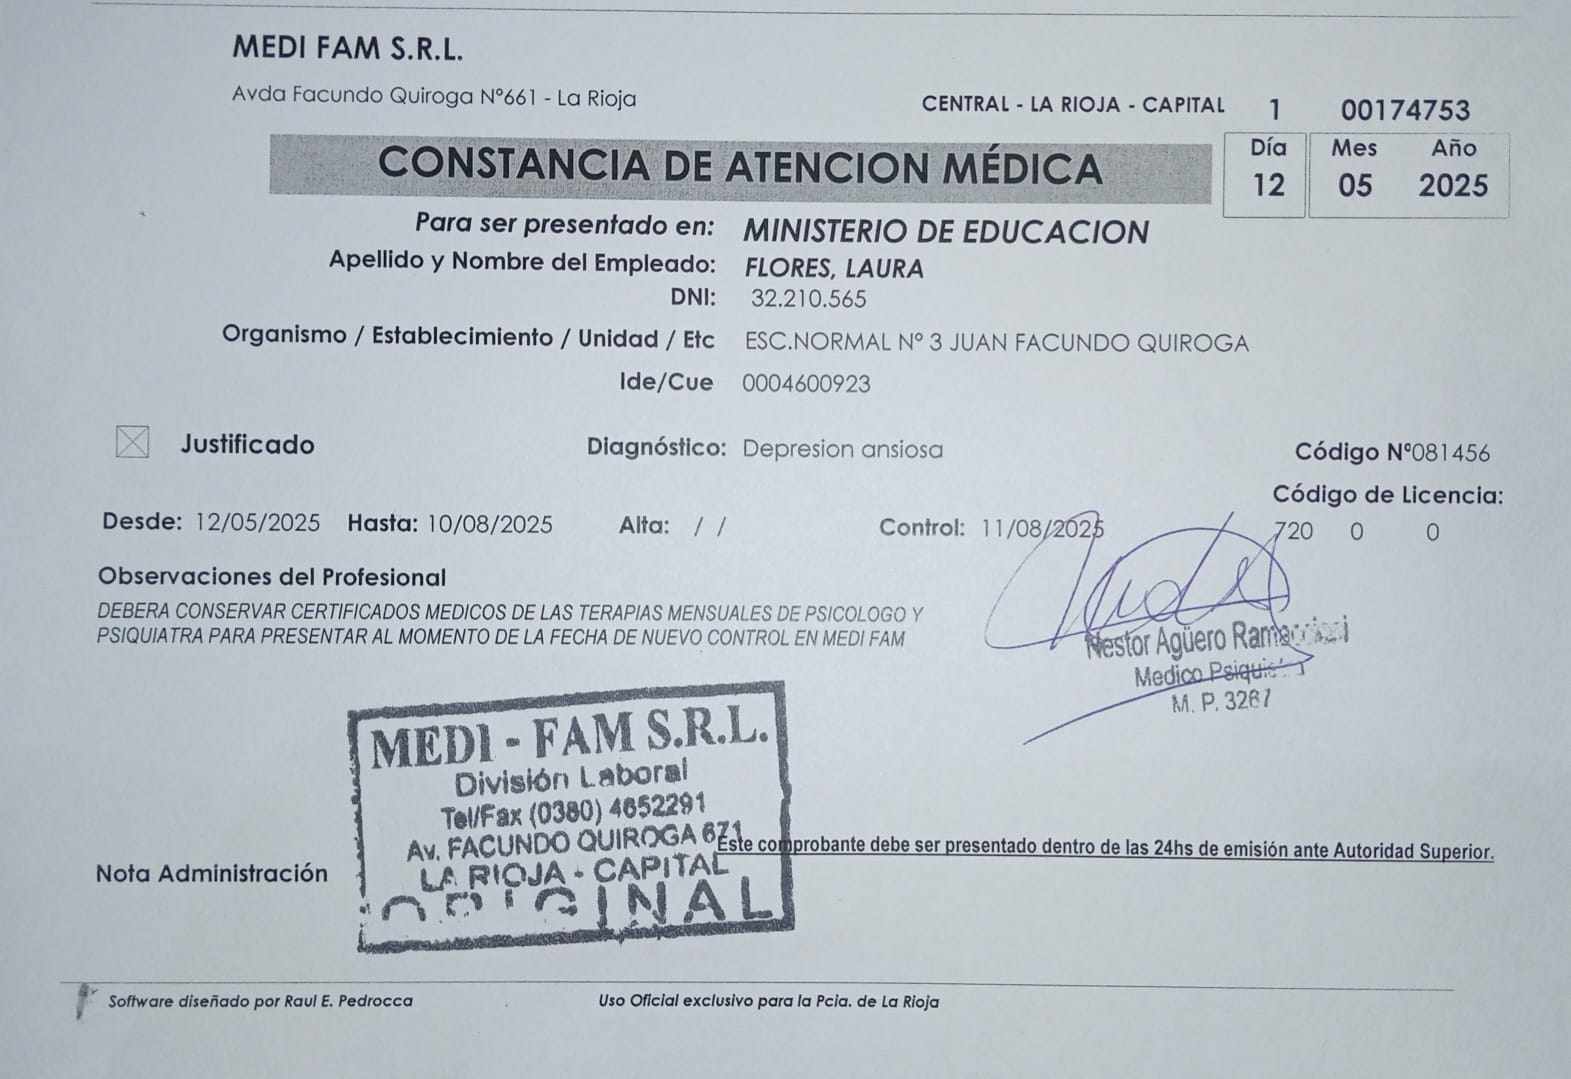 MEDI FAM S.R.L.
Avda Facundo Quiroga Nº661 - La Rioja
CENTRAL - LA RIOJA - CAPITAL 1 00174753
CONSTANCIA DE ATENCION MÉDICA
Día Mes Año
12 05 2025
Para ser presentado en: MINISTERIO DE EDUCACION
Apellido y Nombre del Empleado: FLORES, LAURA
DNI: 32.210.565
Organismo / Establecimiento / Unidad / Etc ESC.NORMAL Nº 3 JUAN FACUNDO QUIROGA
Ide/Cue 0004600923
Justificado Diagnóstico: Depresion ansiosa Código Nº081456
Código de Licencia:
Desde: 12/05/2025 Hasta: 10/08/2025 Alta: / / Control: 11/08/2025 720 0 0
Observaciones del Profesional
DEBERA CONSERVAR CERTIFICADOS MEDICOS DE LAS TERAPIAS MENSUALES DE PSICOLOGO Y
PSIQUIATRA PARA PRESENTAR AL MOMENTO DE LA FECHA DE NUEVO CONTROL EN MEDI FAM
Nestor Agüero
Medico
M. P. 3267
MEDI - FAM S.R.L.
División Laboral
Tel/Fax (0380) 4652291
Av. FACUNDO QUIROGA 671
LA RIOJA - CAPITAL
ORIGINAL
Este comprobante debe ser presentado dentro de las 24hs de emisión ante Autoridad Superior.
Nota Administración
Software diseñado por Raul E. Pedrocca Uso Oficial exclusivo para la Pcia. de La Rioja